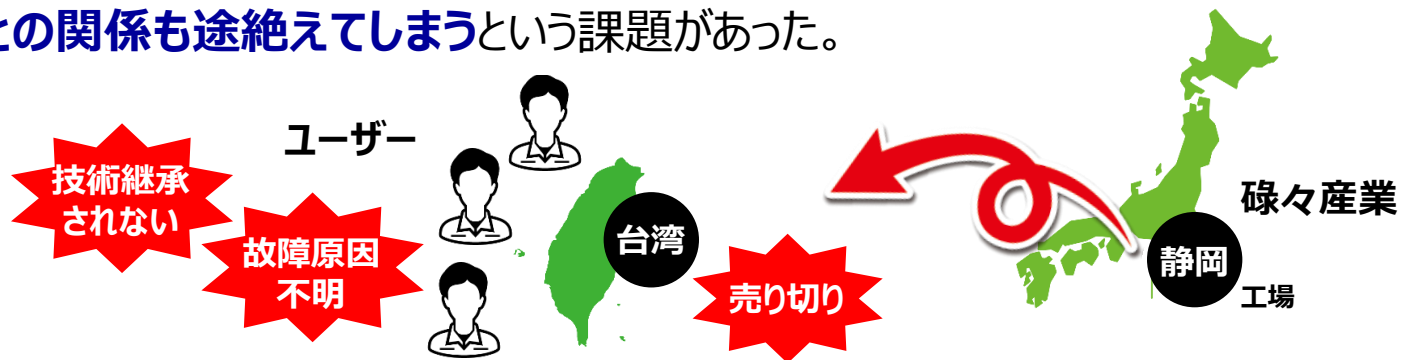 との関係も途絶えてしまうという課題があった。
ユーザー
技術継承
されない
故障原因
不明
台湾
売り切り
碌々産業
静岡
工場